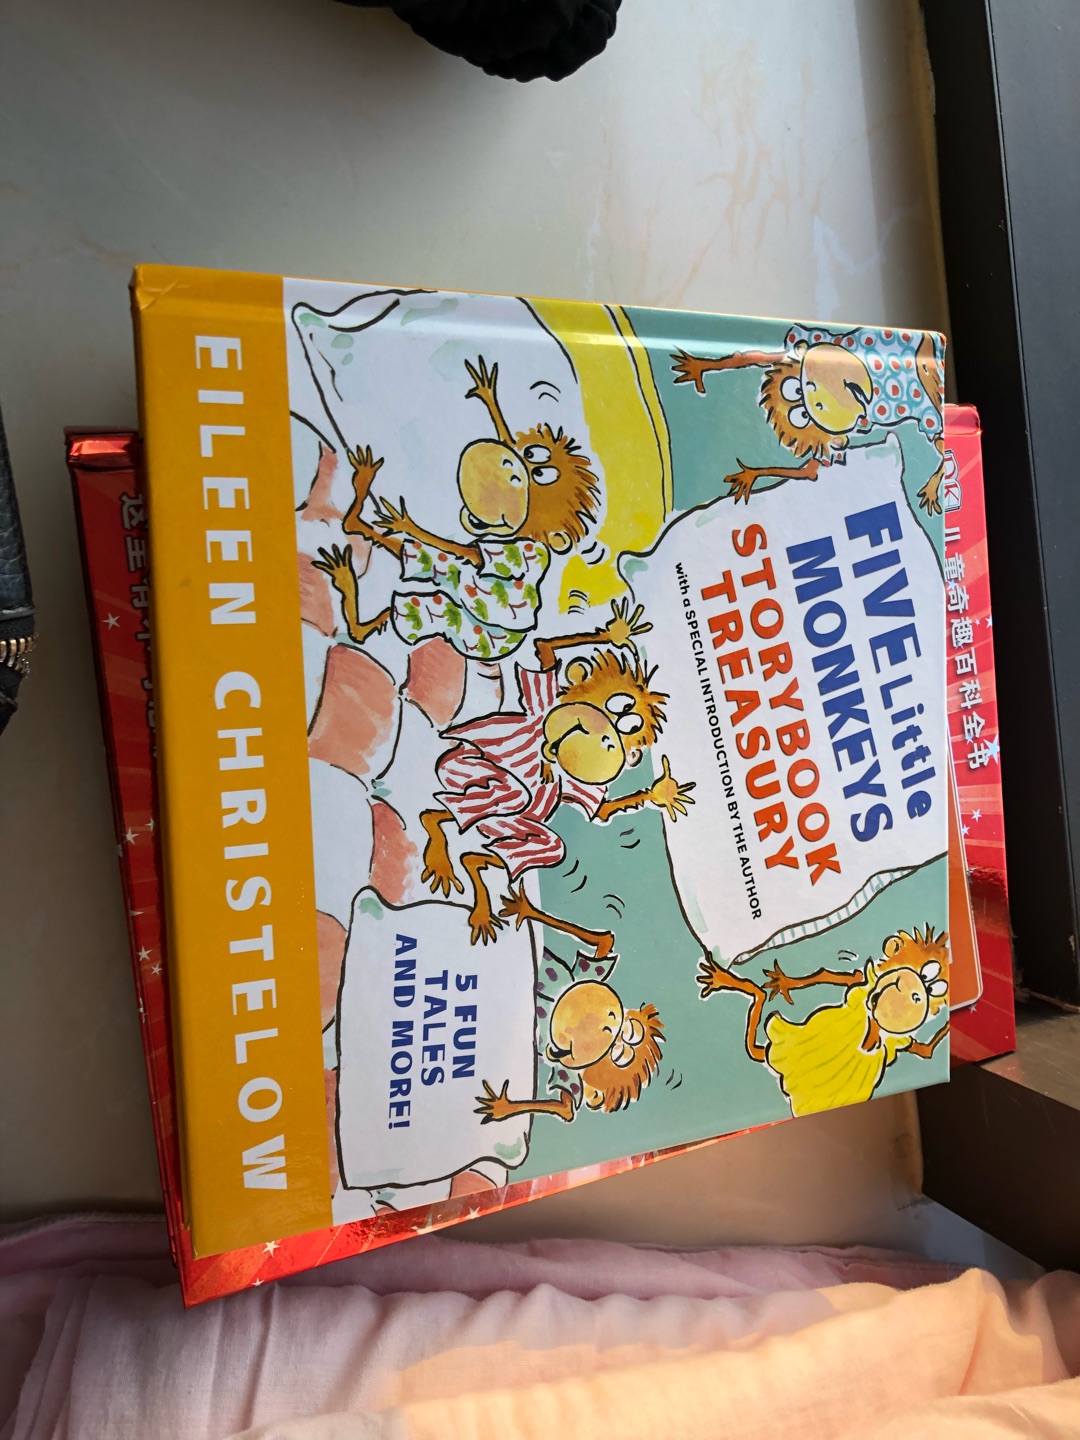 FIVE Little
MONKEYS
STORYBOOK
TREASURY
with a SPECIAL INTRODUCTION BY THE AUTHOR
5 FUN
TALES
AND MORE!
EILEEN CHRISTELOW
DK
儿童奇趣百科全书